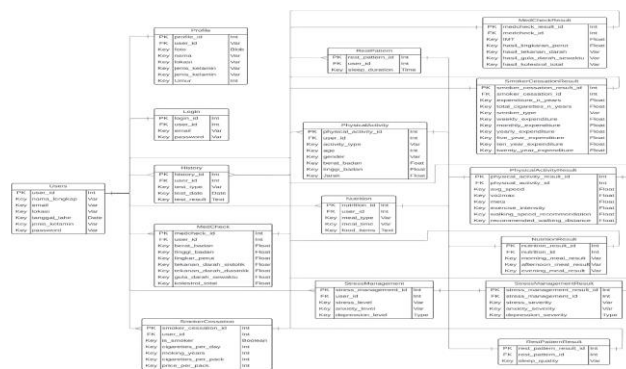 Profile
PK profile_id Int
FK user_id Var
Key foto Blob
Key nama Var
Key lokasi Var
Key jenis_kelamin Var
Key jenis_kelamin Var
Key Umur Int
Login
PK login_id Int
FK user_id Int
Key email Var
Key password Var
History
PK history_id Int
FK user_id Int
Key test_type Var
Key test_date Date
Key test_result Text
Users
PK user_id Int
Key nama_lengkap Var
Key email Var
Key lokasi Var
Key tanggal_lahir Date
Key jenis_kelamin Var
Key password Var
MedCheck
PK medcheck_id Int
FK user_id Int
Key berat_badan Float
Key tinggi_badan Float
Key lingkar_perut Float
Key tekanan_darah_sistolik Float
Key tekanan_darah_diastolik Float
Key gula_darah_sewaktu Float
Key kolestrol_total Float
SmokerCessation
PK smoker_cessation_id Int
FK user_id Int
Key is_smoker Boolean
Key cigarettes_per_day Int
Key smoking_years Int
Key cigarettes_per_pack Int
Key price_per_pack Int
RestPattern
PK rest_pattern_id Int
FK user_id Int
Key sleep_duration Time
PhysicalActivity
PK physical_activity_id Int
FK user_id Int
Key activity_type Var
Key age Int
Key gender Var
Key berat_badan Float
Key tinggi_badan Float
Key Jarak Float
Nutrition
PK nutrition_id Int
FK user_id Int
Key meal_type Var
Key meal_time Var
Key food_items Text
StressManagement
PK stress_management_id Int
FK user_id Int
Key stress_level Var
Key anxiety_level Var
Key depression_level Type
MedCheckResult
PK medcheck_result_id Int
FK medcheck_id Int
Key IMT Float
Key hasil_lingkaran_perut Float
Key hasil_tekanan_darah Var
Key hasil_gula_darah_sewaktu Var
Key hasil_kolestrol_total Var
SmokerCessationResult
PK smoker_cessation_result_id Int
FK smoker_cessation_id Int
Key expenditure_n_years Float
Key total_cigarettes_n_years Float
Key smoker_type Var
Key weekly_expenditure Float
Key monthly_expenditure Float
Key yearly_expenditure Float
Key five_year_expenditure Float
Key ten_year_expenditure Float
Key twenty_year_expenditure Float
PhysicalActivityResult
PK physical_activity_result_id Int
FK physical_activity_id Int
Key avg_speed Float
Key vo2max Float
Key mets Float
Key exercise_intensity Float
Key walking_speed_recommendation Float
Key recommended_walking_distance Float
NutritionResult
PK nutrition_result_id Int
FK nutrition_id Int
Key morning_meal_result Var
Key afternoon_meal_result Var
Key evening_meal_result Var
StressManagementResult
PK stress_management_result_id Int
FK stress_management_id Int
Key stress_severity Var
Key anxiety_severity Var
Key depression_severity Type
RestPatternResult
PK rest_pattern_result_id Int
FK rest_pattern_id Int
Key sleep_quality Var